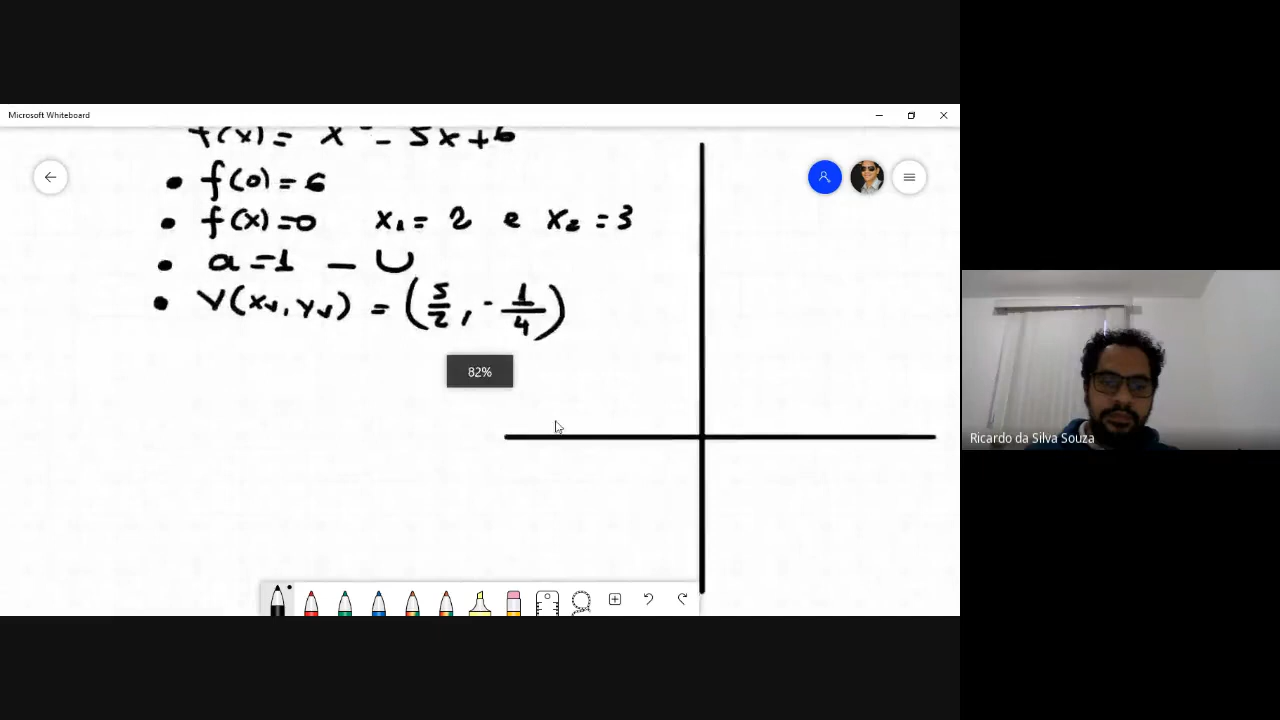 Microsoft Whiteboard
f(x) = x² - 5x + 6
• f(0) = 6
• f(x) = 0 x₁ = 2 e x₂ = 3
• a = 1 — ∪
• V(xᵥ, yᵥ) = (5/2, -1/4)
82%
Ricardo da Silva Souza